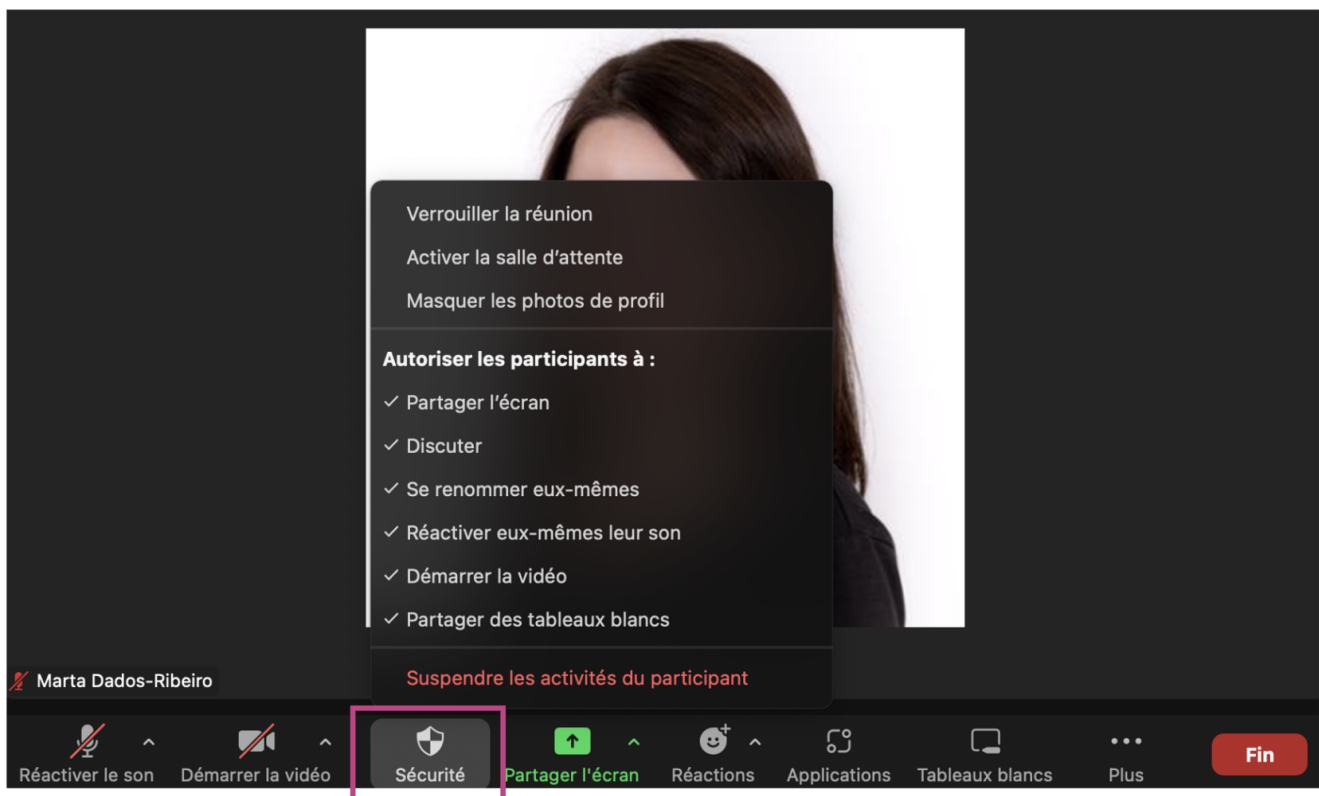 Verrouiller la réunion
Activer la salle d’attente
Masquer les photos de profil
Autoriser les participants à :
Partager l’écran
Discuter
Se renommer eux-mêmes
Réactiver eux-mêmes leur son
Démarrer la vidéo
Partager des tableaux blancs
Suspendre les activités du participant
Marta Dados-Ribeiro
Réactiver le son
Démarrer la vidéo
Sécurité
Partager l'écran
Réactions
Applications
Tableaux blancs
Plus
Fin